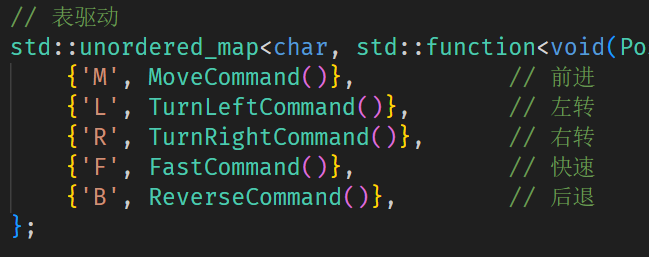 // 表驱动
std::unordered_map<char, std::function<void(Po
{'M', MoveCommand()}, // 前进
{'L', TurnLeftCommand()}, // 左转
{'R', TurnRightCommand()}, // 右转
{'F', FastCommand()}, // 快速
{'B', ReverseCommand()}, // 后退
};